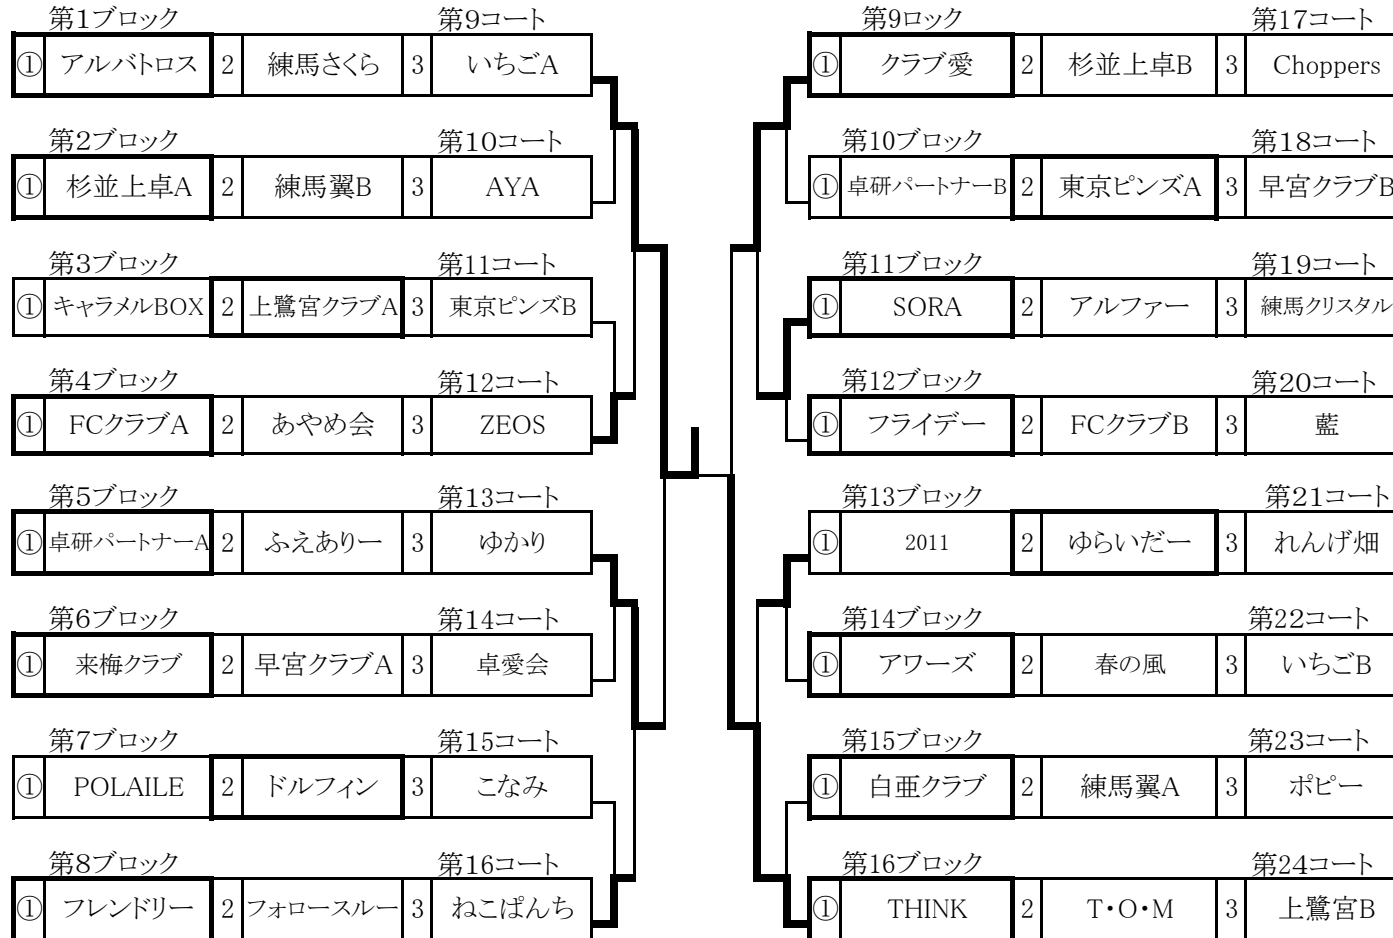 第1ブロック 第9コート
① アルバトロス 2 練馬さくら 3 いちごA
第2ブロック 第10コート
① 杉並上卓A 2 練馬翼B 3 AYA
第3ブロック 第11コート
① キャラメルBOX 2 上鷺宮クラブA 3 東京ピンズB
第4ブロック 第12コート
① FCクラブA 2 あやめ会 3 ZEOS
第5ブロック 第13コート
① 卓研パートナーA 2 ふえありー 3 ゆかり
第6ブロック 第14コート
① 来梅クラブ 2 早宮クラブA 3 卓愛会
第7ブロック 第15コート
① POLAILE 2 ドルフィン 3 こなみ
第8ブロック 第16コート
① フレンドリー 2 フォロースルー 3 ねこぱんち
第9ロック 第17コート
① クラブ愛 2 杉並上卓B 3 Choppers
第10ブロック 第18コート
① 卓研パートナーB 2 東京ピンズA 3 早宮クラブB
第11ブロック 第19コート
① SORA 2 アルファー 3 練馬クリスタル
第12ブロック 第20コート
① フライデー 2 FCクラブB 3 藍
第13ブロック 第21コート
① 2011 2 ゆらいだー 3 れんげ畑
第14ブロック 第22コート
① アワーズ 2 春の風 3 いちごB
第15ブロック 第23コート
① 白亜クラブ 2 練馬翼A 3 ポピー
第16ブロック 第24コート
① THINK 2 T・O・M 3 上鷺宮B